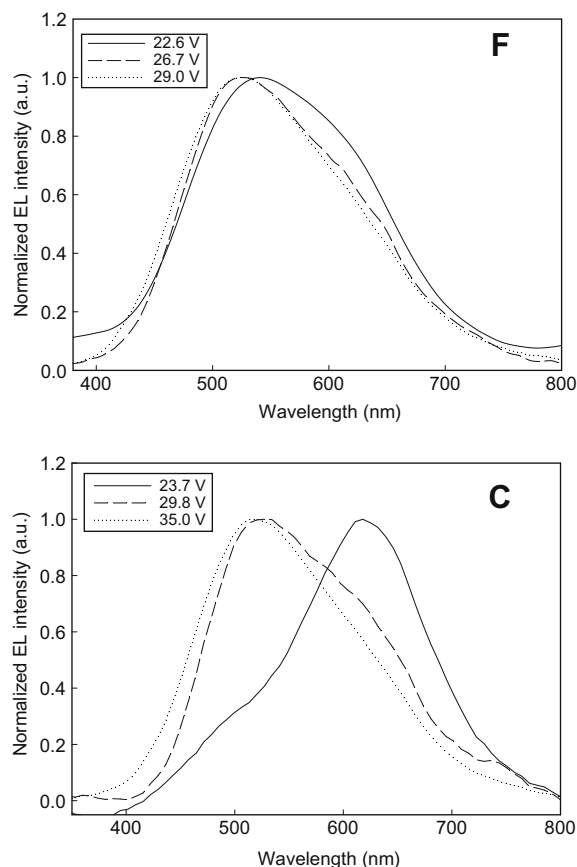 F
22.6 V
26.7 V
29.0 V
Normalized EL intensity (a.u.)
1.2
1.0
0.8
0.6
0.4
0.2
0.0
400 500 600 700 800
Wavelength (nm)
C
23.7 V
29.8 V
35.0 V
Normalized EL intensity (a.u.)
1.2
1.0
0.8
0.6
0.4
0.2
0.0
400 500 600 700 800
Wavelength (nm)